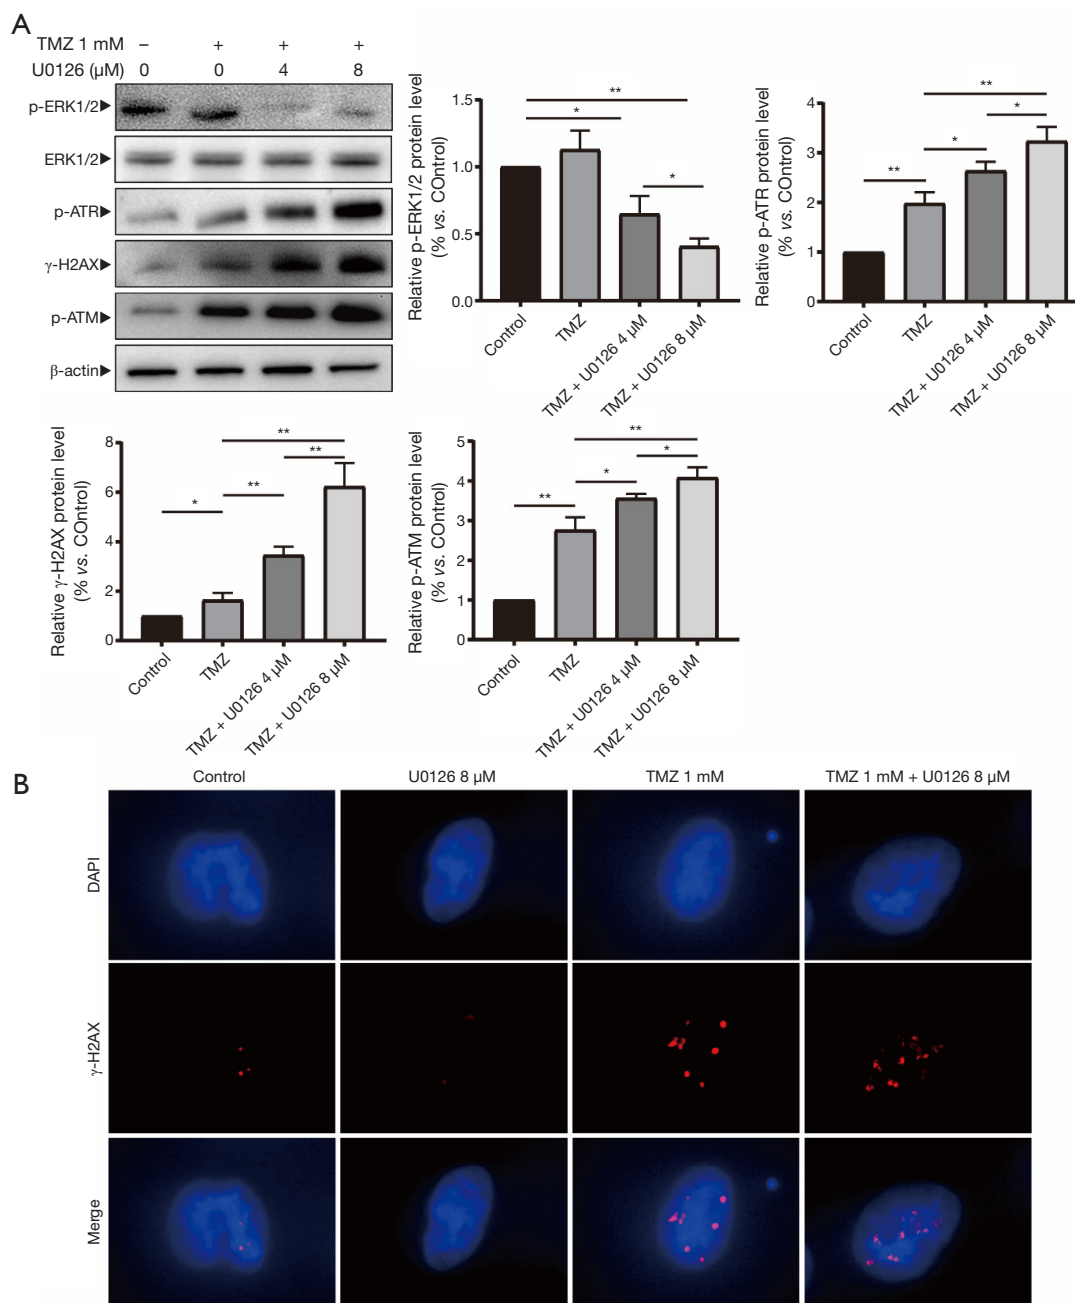 A
TMZ 1 mM – + + +
U0126 (μM) 0 0 4 8
p-ERK1/2
ERK1/2
p-ATR
γ-H2AX
p-ATM
β-actin
Relative p-ERK1/2 protein level
(% vs. COntrol)
1.5
1.0
0.5
0.0
**
*
*
Control
TMZ
TMZ + U0126 4 μM
TMZ + U0126 8 μM
Relative p-ATR protein level
(% vs. COntrol)
4
3
2
1
0
**
*
*
**
Control
TMZ
TMZ + U0126 4 μM
TMZ + U0126 8 μM
Relative γ-H2AX protein level
(% vs. COntrol)
8
6
4
2
0
**
**
**
*
Control
TMZ
TMZ + U0126 4 μM
TMZ + U0126 8 μM
Relative p-ATM protein level
(% vs. COntrol)
5
4
3
2
1
0
**
*
*
**
Control
TMZ
TMZ + U0126 4 μM
TMZ + U0126 8 μM
B
Control U0126 8 μM TMZ 1 mM TMZ 1 mM + U0126 8 μM
DAPI
γ-H2AX
Merge